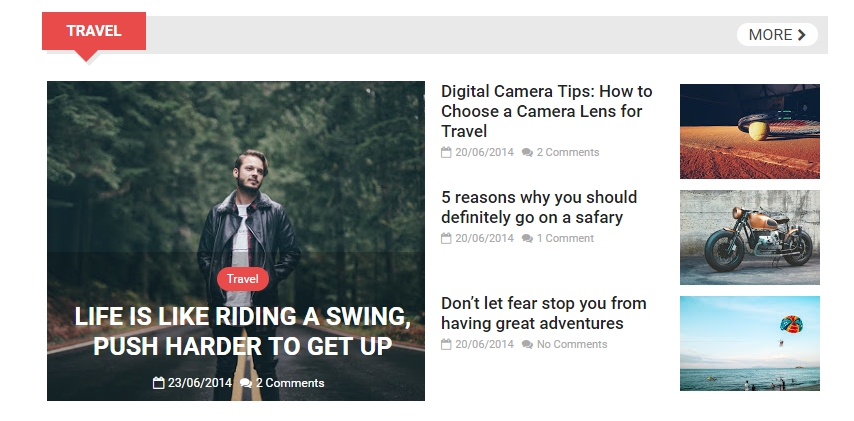 TRAVEL
MORE
Travel
LIFE IS LIKE RIDING A SWING,
PUSH HARDER TO GET UP
23/06/2014 2 Comments
Digital Camera Tips: How to
Choose a Camera Lens for
Travel
20/06/2014 2 Comments
5 reasons why you should
definitely go on a safary
20/06/2014 1 Comment
Don’t let fear stop you from
having great adventures
20/06/2014 No Comments